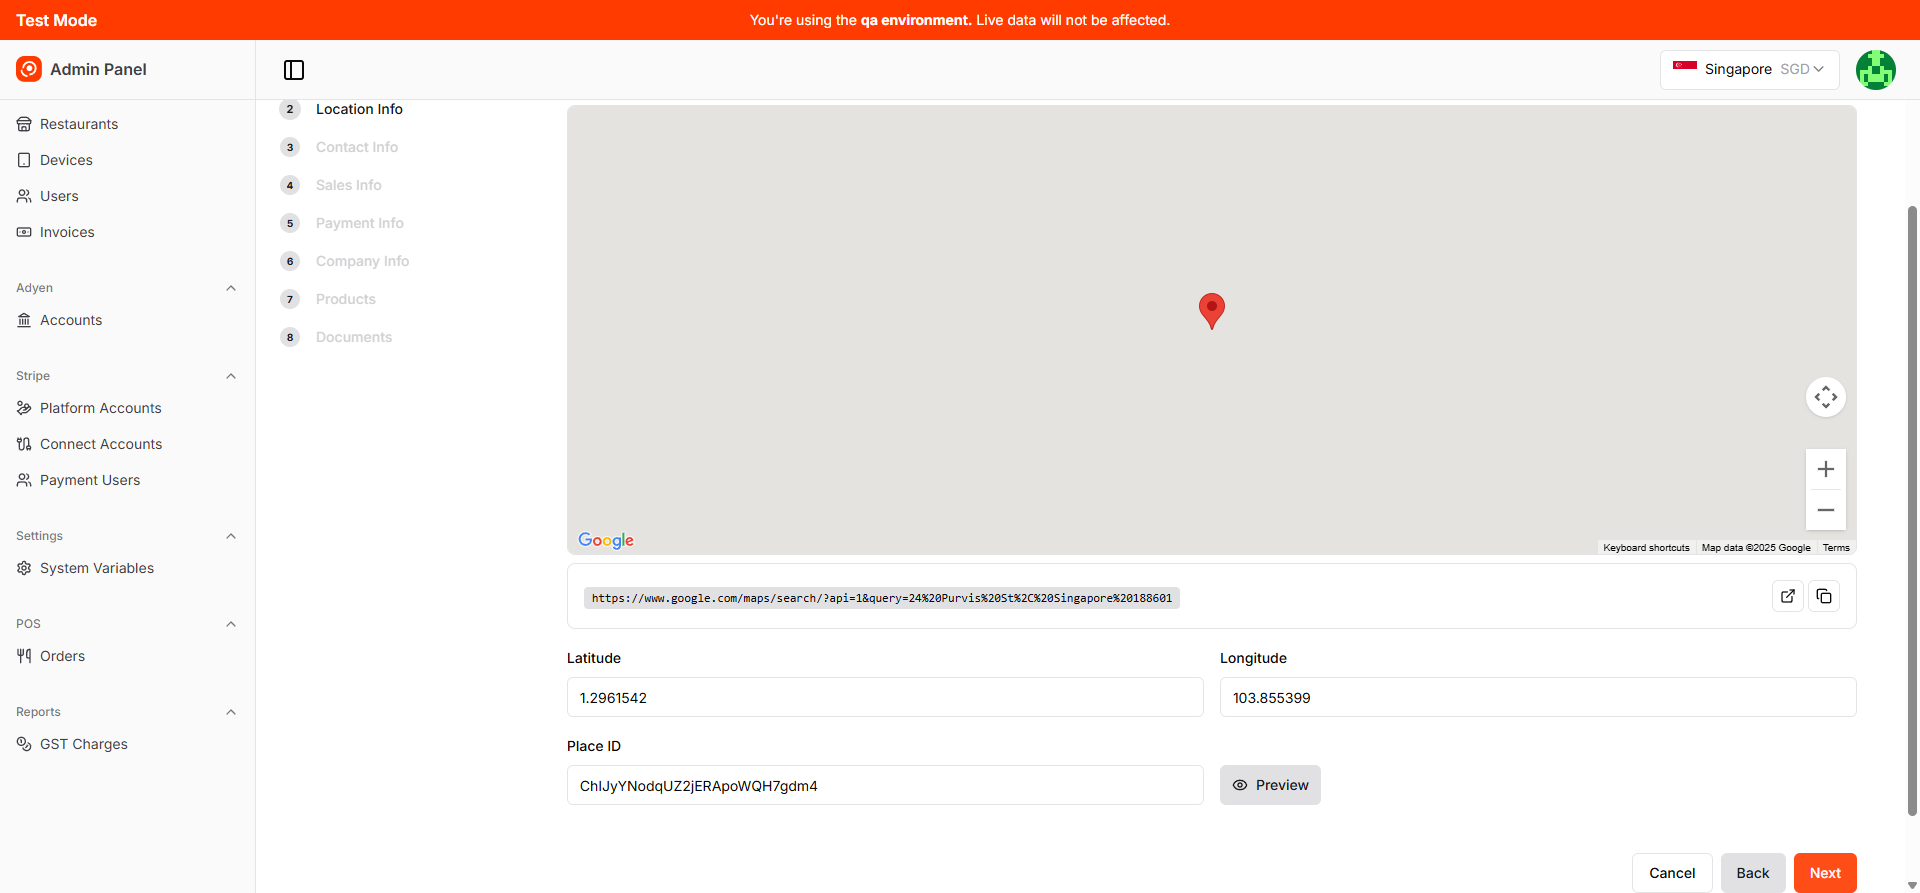 Test Mode
You're using the qa environment. Live data will not be affected.
Admin Panel
Singapore SGD
Restaurants
Devices
Users
Invoices
Adyen
Accounts
Stripe
Platform Accounts
Connect Accounts
Payment Users
Settings
System Variables
POS
Orders
Reports
GST Charges
2 Location Info
3 Contact Info
4 Sales Info
5 Payment Info
6 Company Info
7 Products
8 Documents
Google
Keyboard shortcuts Map data ©2025 Google Terms
https://www.google.com/maps/search/?api=1&query=24%20Purvis%20St%2C%20Singapore%20188601
Latitude
1.2961542
Longitude
103.855399
Place ID
ChIJyYNodqUZ2jERApoWQH7gdm4
Preview
Cancel
Back
Next